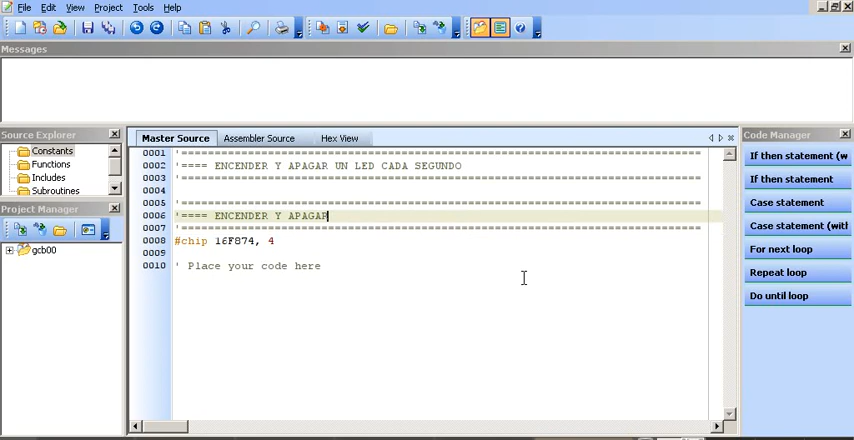 File Edit View Project Tools Help
Messages
Source Explorer
Constants
Functions
Includes
Subroutines
Project Manager
gcb00
Master Source Assembler Source Hex View
0001 '===============================================================================
0002 '==== ENCENDER Y APAGAR UN LED CADA SEGUNDO
0003 '===============================================================================
0004
0005 '===============================================================================
0006 '==== ENCENDER Y APAGAR
0007 '===============================================================================
0008 #chip 16F874, 4
0009
0010 ' Place your code here
Code Manager
If then statement (w
If then statement
Case statement
Case statement (with
For next loop
Repeat loop
Do until loop